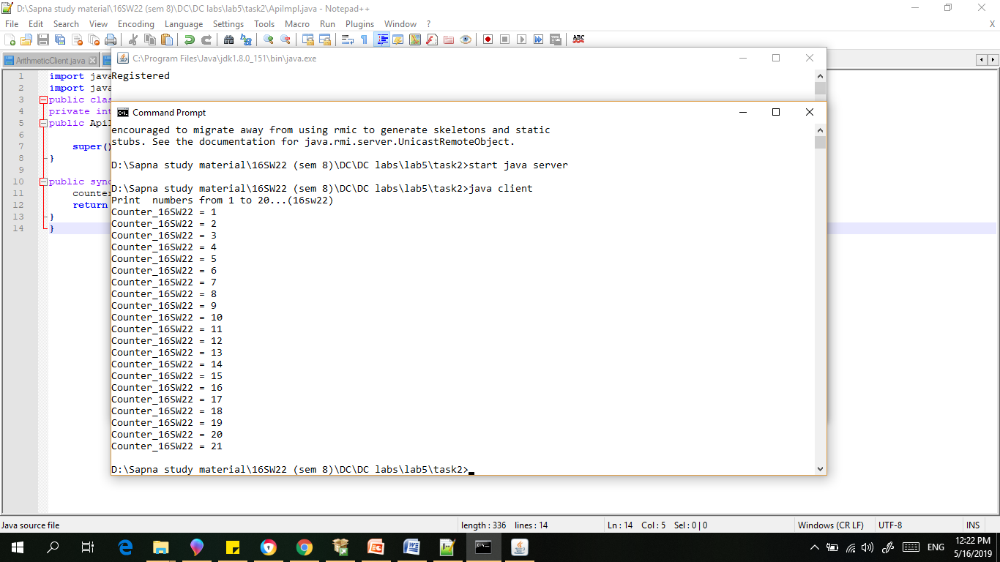 D:\Sapna study material\16SW22 (sem 8)\DC\DC labs\lab5\task2\ApiImpl.java - Notepad++
File Edit Search View Encoding Language Settings Tools Macro Run Plugins Window ? X
ArithmeticClient.java
C:\Program Files\Java\jdk1.8.0_151\bin\java.exe
Registered
1 import java
2 import java
3 public clas
4 private int
5 public ApiI
6
7 super()
8 }
9
10 public sync
11 counter
12 return
13 }
14 }
Command Prompt
encouraged to migrate away from using rmic to generate skeletons and static
stubs. See the documentation for java.rmi.server.UnicastRemoteObject.
D:\Sapna study material\16SW22 (sem 8)\DC\DC labs\lab5\task2>start java server
D:\Sapna study material\16SW22 (sem 8)\DC\DC labs\lab5\task2>java client
Print  numbers from 1 to 20...(16sw22)
Counter_16SW22 = 1
Counter_16SW22 = 2
Counter_16SW22 = 3
Counter_16SW22 = 4
Counter_16SW22 = 5
Counter_16SW22 = 6
Counter_16SW22 = 7
Counter_16SW22 = 8
Counter_16SW22 = 9
Counter_16SW22 = 10
Counter_16SW22 = 11
Counter_16SW22 = 12
Counter_16SW22 = 13
Counter_16SW22 = 14
Counter_16SW22 = 15
Counter_16SW22 = 16
Counter_16SW22 = 17
Counter_16SW22 = 18
Counter_16SW22 = 19
Counter_16SW22 = 20
Counter_16SW22 = 21
D:\Sapna study material\16SW22 (sem 8)\DC\DC labs\lab5\task2>
Java source file length : 336 lines : 14 Ln : 14 Col : 5 Sel : 0 | 0 Windows (CR LF) UTF-8 INS
ENG 12:22 PM
5/16/2019